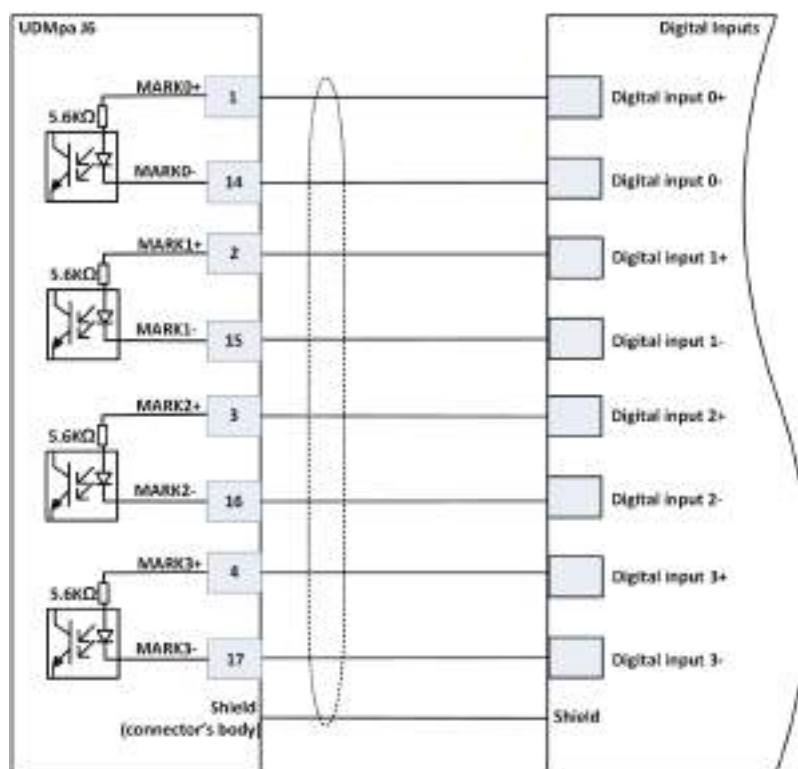 UDMpa J6
Digital Inputs
MARK0+
1
Digital input 0+
5.6KΩ
MARK0-
14
Digital input 0-
MARK1+
2
Digital input 1+
5.6KΩ
MARK1-
15
Digital input 1-
MARK2+
3
Digital input 2+
5.6KΩ
MARK2-
16
Digital input 2-
MARK3+
4
Digital input 3+
5.6KΩ
MARK3-
17
Digital input 3-
Shield
(connector's body)
Shield